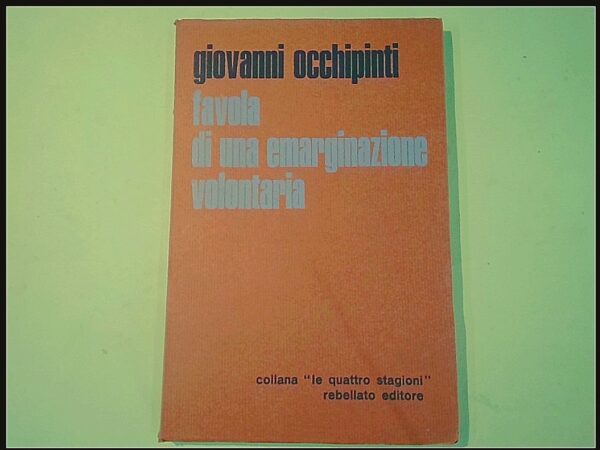 giovanni occhipinti
favola
di una emarginazione
volontaria
collana "le quattro stagioni"
rebellato editore